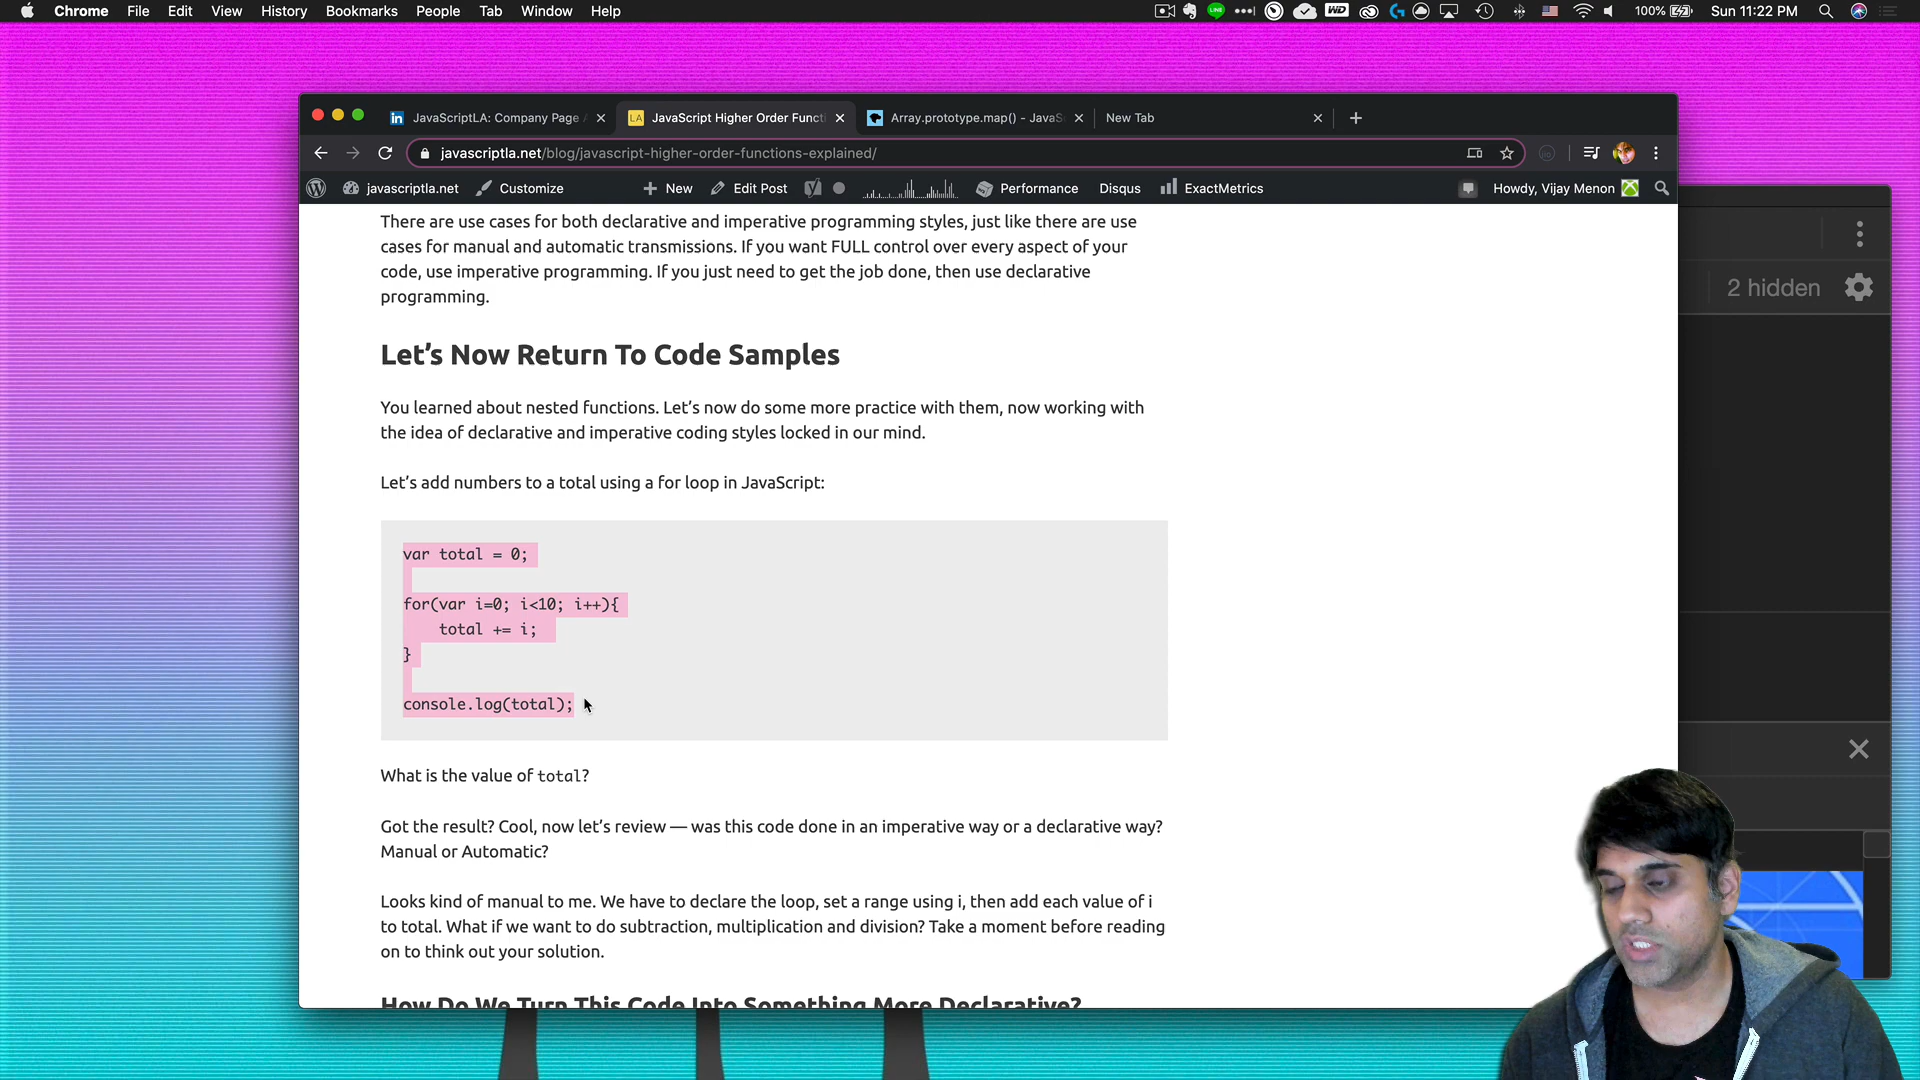 Chrome File Edit View History Bookmarks People Tab Window Help
WD 100% Sun 11:22 PM
in JavaScriptLA: Company Page
LA JavaScript Higher Order Funct
Array.prototype.map() - JavaS
New Tab
javascriptla.net/blog/javascript-higher-order-functions-explained/
javascriptla.net Customize New Edit Post Performance Disqus ExactMetrics Howdy, Vijay Menon
2 hidden
There are use cases for both declarative and imperative programming styles, just like there are use
cases for manual and automatic transmissions. If you want FULL control over every aspect of your
code, use imperative programming. If you just need to get the job done, then use declarative
programming.
Let’s Now Return To Code Samples
You learned about nested functions. Let’s now do some more practice with them, now working with
the idea of declarative and imperative coding styles locked in our mind.
Let’s add numbers to a total using a for loop in JavaScript:
var total = 0;
for(var i=0; i<10; i++){
total += i;
}
console.log(total);
What is the value of total?
Got the result? Cool, now let’s review — was this code done in an imperative way or a declarative way?
Manual or Automatic?
Looks kind of manual to me. We have to declare the loop, set a range using i, then add each value of i
to total. What if we want to do subtraction, multiplication and division? Take a moment before reading
on to think out your solution.
How Do We Turn This Code Into Something More Declarative?